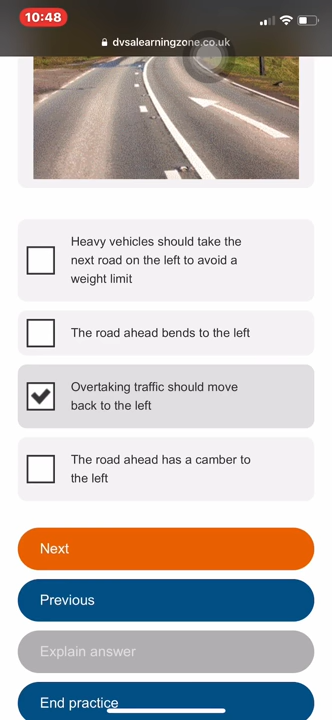 10:48
dvsalearningzone.co.uk
Heavy vehicles should take the
next road on the left to avoid a
weight limit
The road ahead bends to the left
Overtaking traffic should move
back to the left
The road ahead has a camber to
the left
Next
Previous
Explain answer
End practice